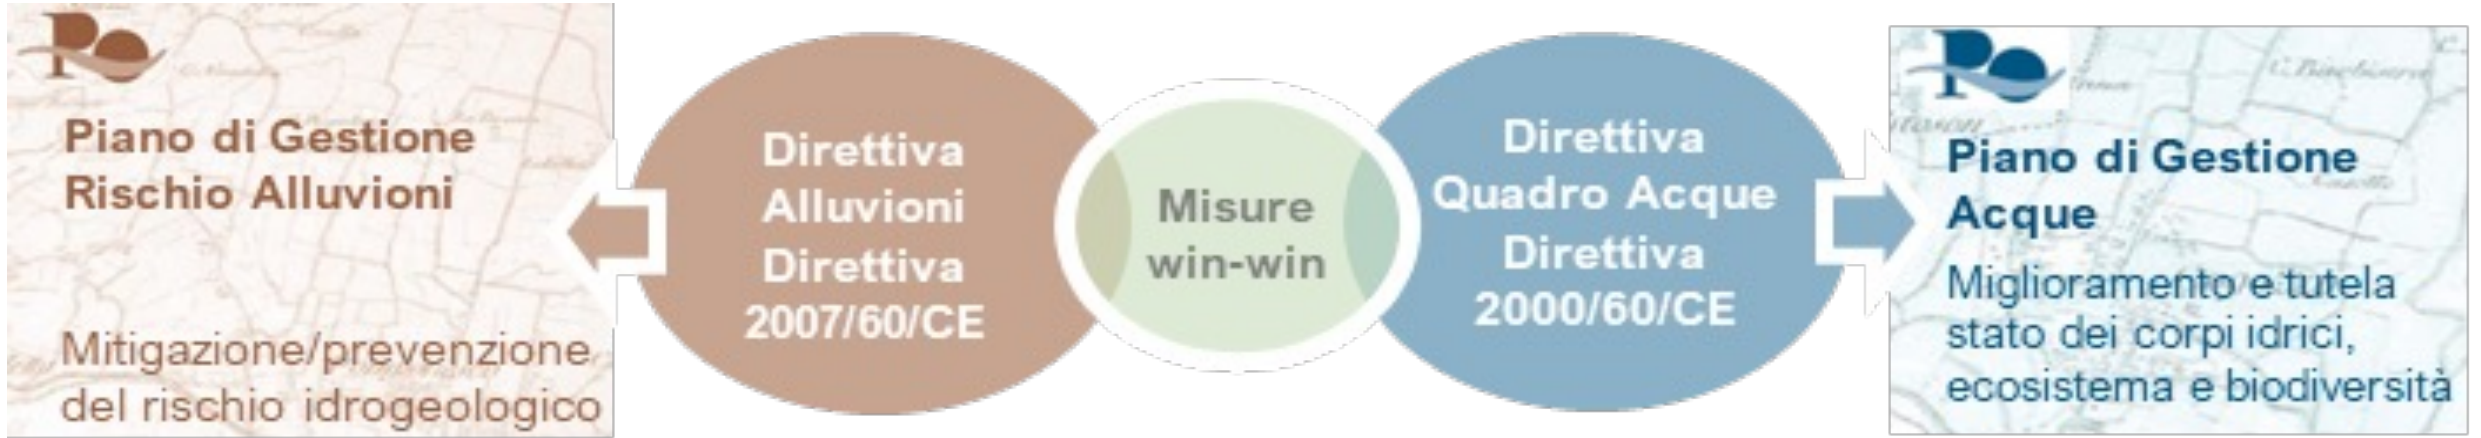 PO
Piano di Gestione
Rischio Alluvioni
Mitigazione/prevenzione
del rischio idrogeologico
Direttiva
Alluvioni
Direttiva
2007/60/CE
Misure
win-win
Direttiva
Quadro Acque
Direttiva
2000/60/CE
PO
Piano di Gestione
Acque
Miglioramento e tutela
stato dei corpi idrici,
ecosistema e biodiversità